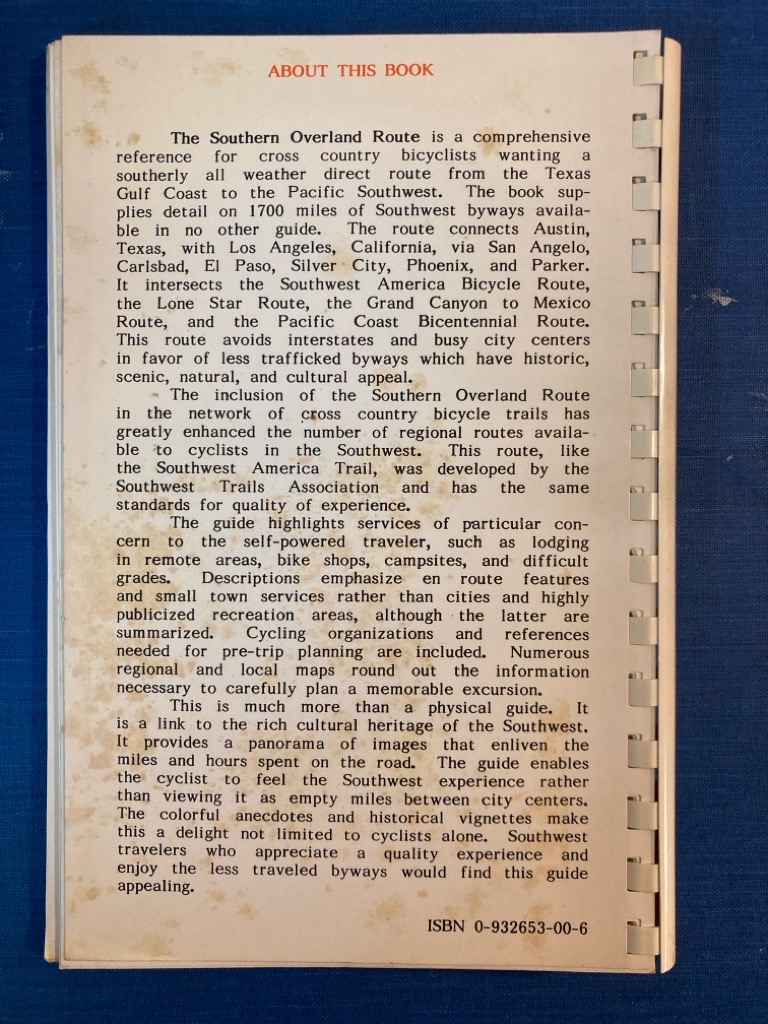 ABOUT THIS BOOK
The Southern Overland Route is a comprehensive
reference for cross country bicyclists wanting a
southerly all weather direct route from the Texas
Gulf Coast to the Pacific Southwest. The book sup-
plies detail on 1700 miles of Southwest byways availa-
ble in no other guide. The route connects Austin,
Texas, with Los Angeles, California, via San Angelo,
Carlsbad, El Paso, Silver City, Phoenix, and Parker.
It intersects the Southwest America Bicycle Route,
the Lone Star Route, the Grand Canyon to Mexico
Route, and the Pacific Coast Bicentennial Route.
This route avoids interstates and busy city centers
in favor of less trafficked byways which have historic,
scenic, natural, and cultural appeal.
The inclusion of the Southern Overland Route
in the network of cross country bicycle trails has
greatly enhanced the number of regional routes availa-
ble to cyclists in the Southwest. This route, like
the Southwest America Trail, was developed by the
Southwest Trails Association and has the same
standards for quality of experience.
The guide highlights services of particular con-
cern to the self-powered traveler, such as lodging
in remote areas, bike shops, campsites, and difficult
grades. Descriptions emphasize en route features
and small town services rather than cities and highly
publicized recreation areas, although the latter are
summarized. Cycling organizations and references
needed for pre-trip planning are included. Numerous
regional and local maps round out the information
necessary to carefully plan a memorable excursion.
This is much more than a physical guide. It
is a link to the rich cultural heritage of the Southwest.
It provides a panorama of images that enliven the
miles and hours spent on the road. The guide enables
the cyclist to feel the Southwest experience rather
than viewing it as empty miles between city centers.
The colorful anecdotes and historical vignettes make
this a delight not limited to cyclists alone. Southwest
travelers who appreciate a quality experience and
enjoy the less traveled byways would find this guide
appealing.
ISBN 0-932653-00-6